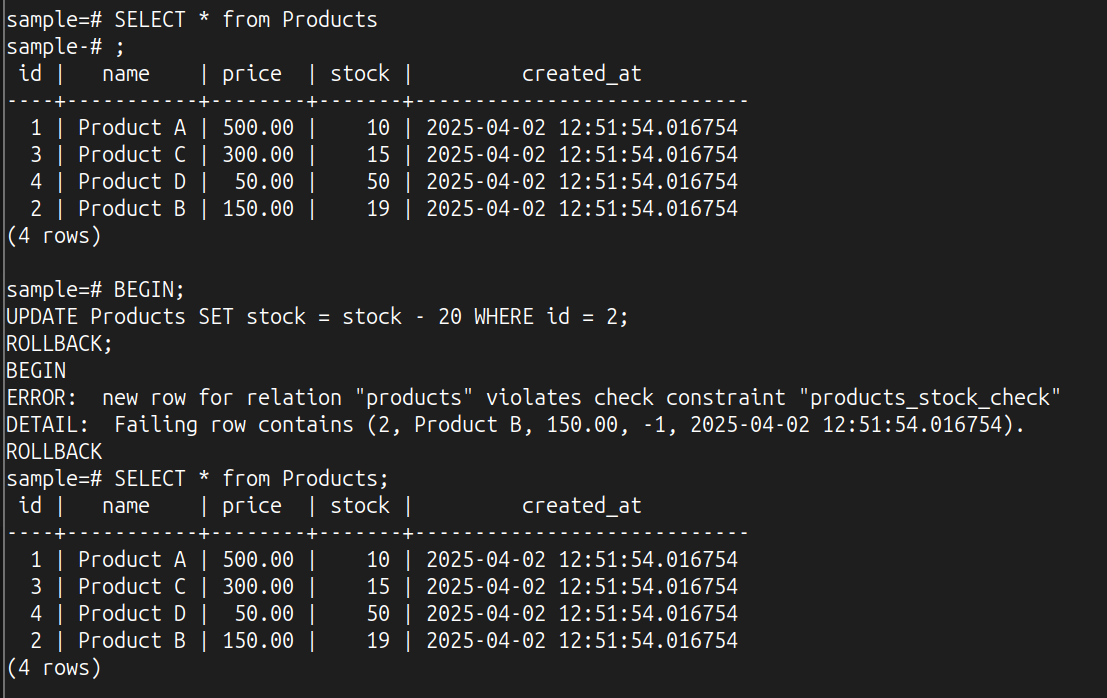 sample=# SELECT * from Products
sample-# ;
 id |   name    | price  | stock |         created_at
----+-----------+--------+-------+----------------------------
  1 | Product A | 500.00 |    10 | 2025-04-02 12:51:54.016754
  3 | Product C | 300.00 |    15 | 2025-04-02 12:51:54.016754
  4 | Product D |  50.00 |    50 | 2025-04-02 12:51:54.016754
  2 | Product B | 150.00 |    19 | 2025-04-02 12:51:54.016754
(4 rows)

sample=# BEGIN;
UPDATE Products SET stock = stock - 20 WHERE id = 2;
ROLLBACK;
BEGIN
ERROR:  new row for relation "products" violates check constraint "products_stock_check"
DETAIL:  Failing row contains (2, Product B, 150.00, -1, 2025-04-02 12:51:54.016754).
ROLLBACK
sample=# SELECT * from Products;
 id |   name    | price  | stock |         created_at
----+-----------+--------+-------+----------------------------
  1 | Product A | 500.00 |    10 | 2025-04-02 12:51:54.016754
  3 | Product C | 300.00 |    15 | 2025-04-02 12:51:54.016754
  4 | Product D |  50.00 |    50 | 2025-04-02 12:51:54.016754
  2 | Product B | 150.00 |    19 | 2025-04-02 12:51:54.016754
(4 rows)